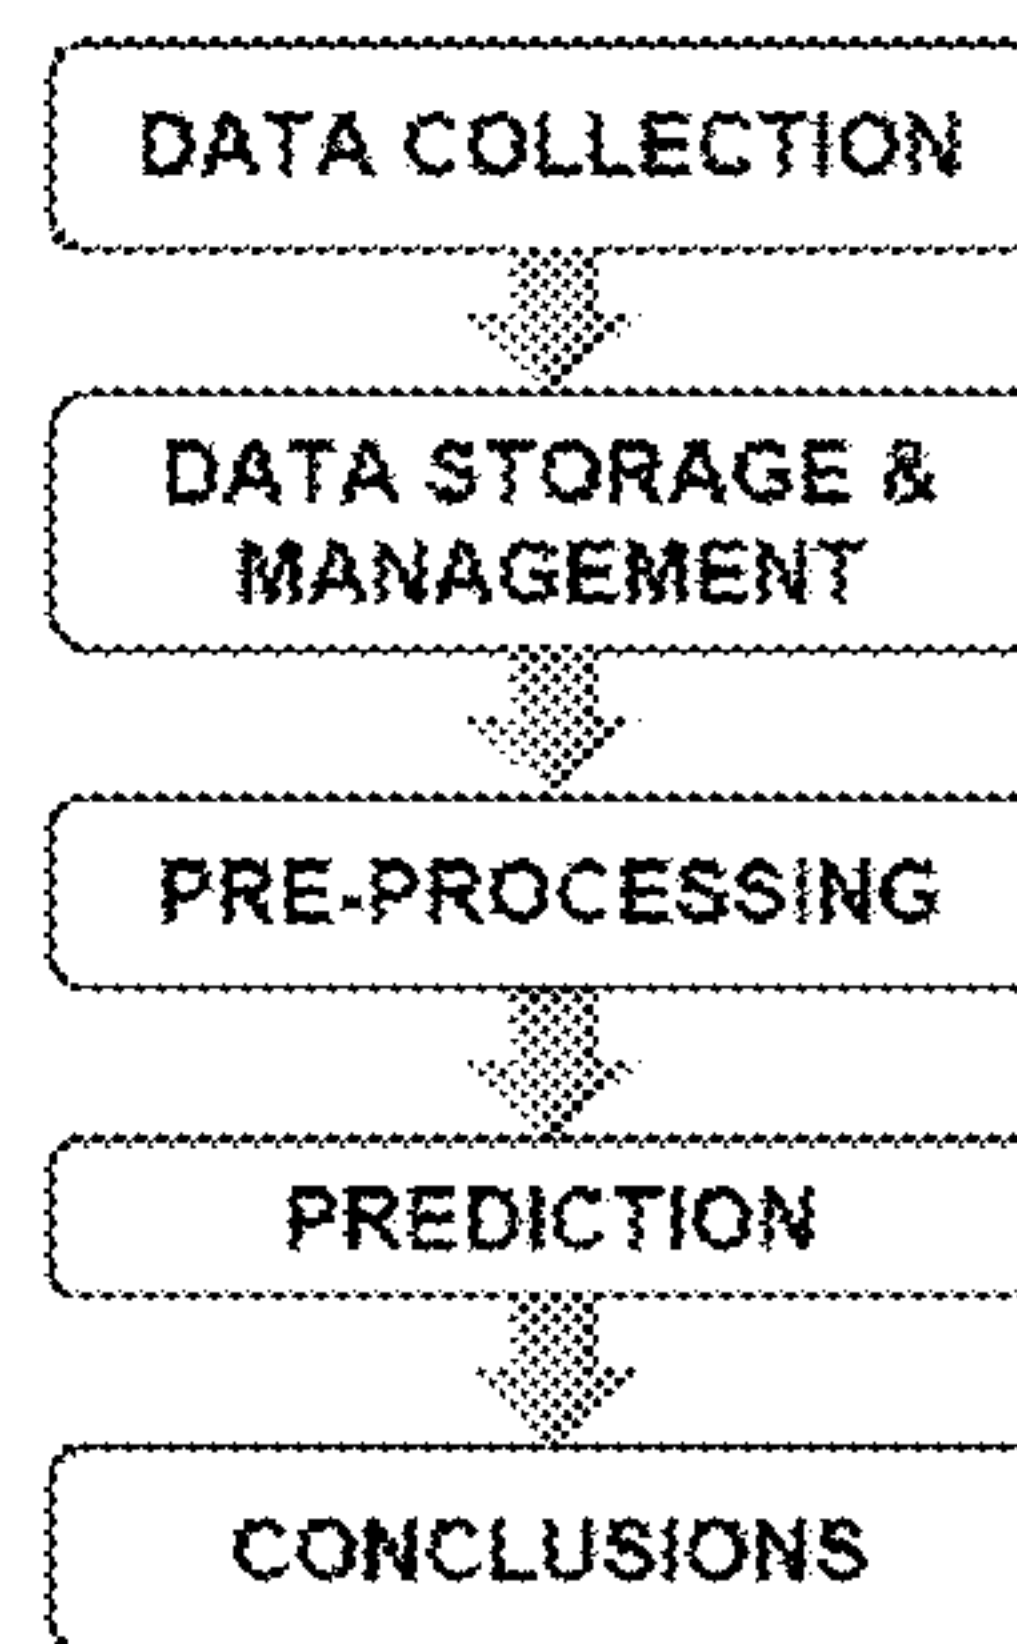 DATA COLLECTION
DATA STORAGE &
MANAGEMENT
PRE-PROCESSING
PREDICTION
CONCLUSIONS